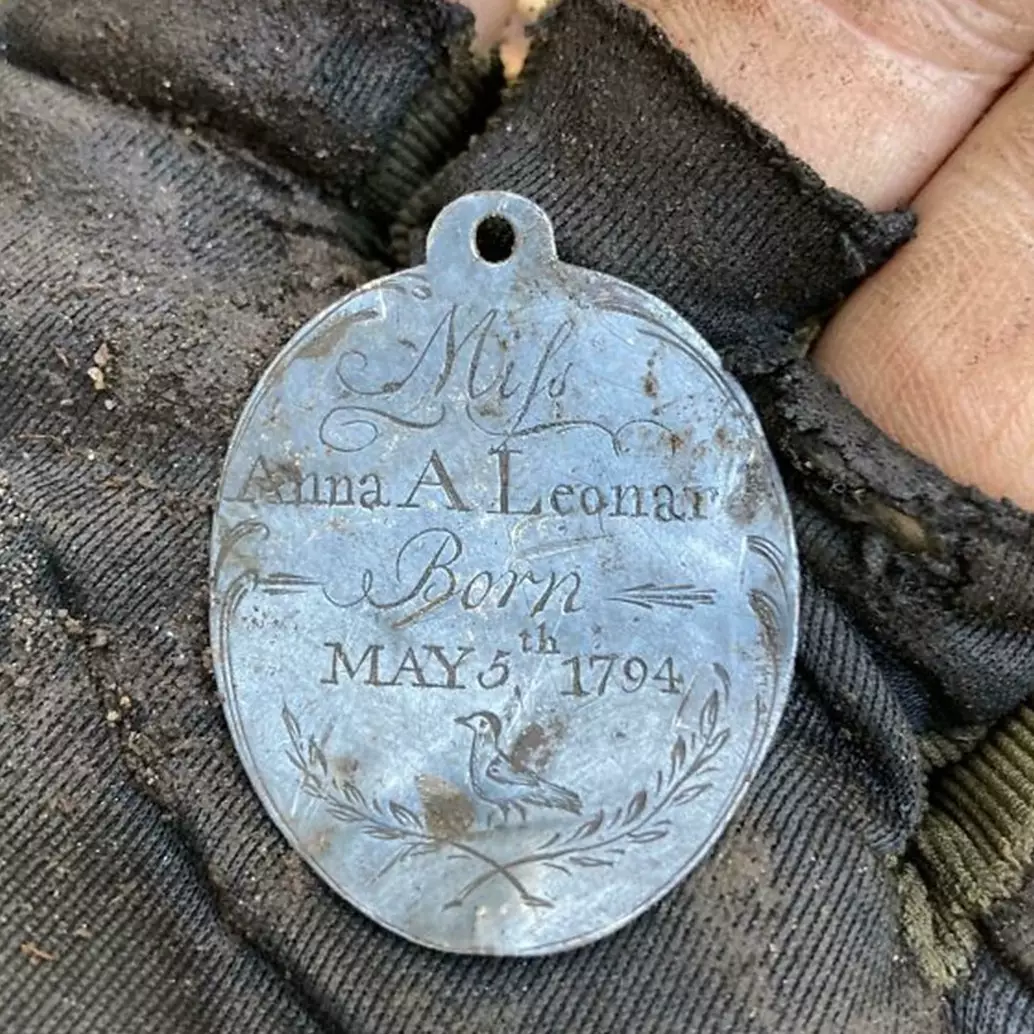 Miſs
Anna A Leonar
Born
MAY 5th 1794